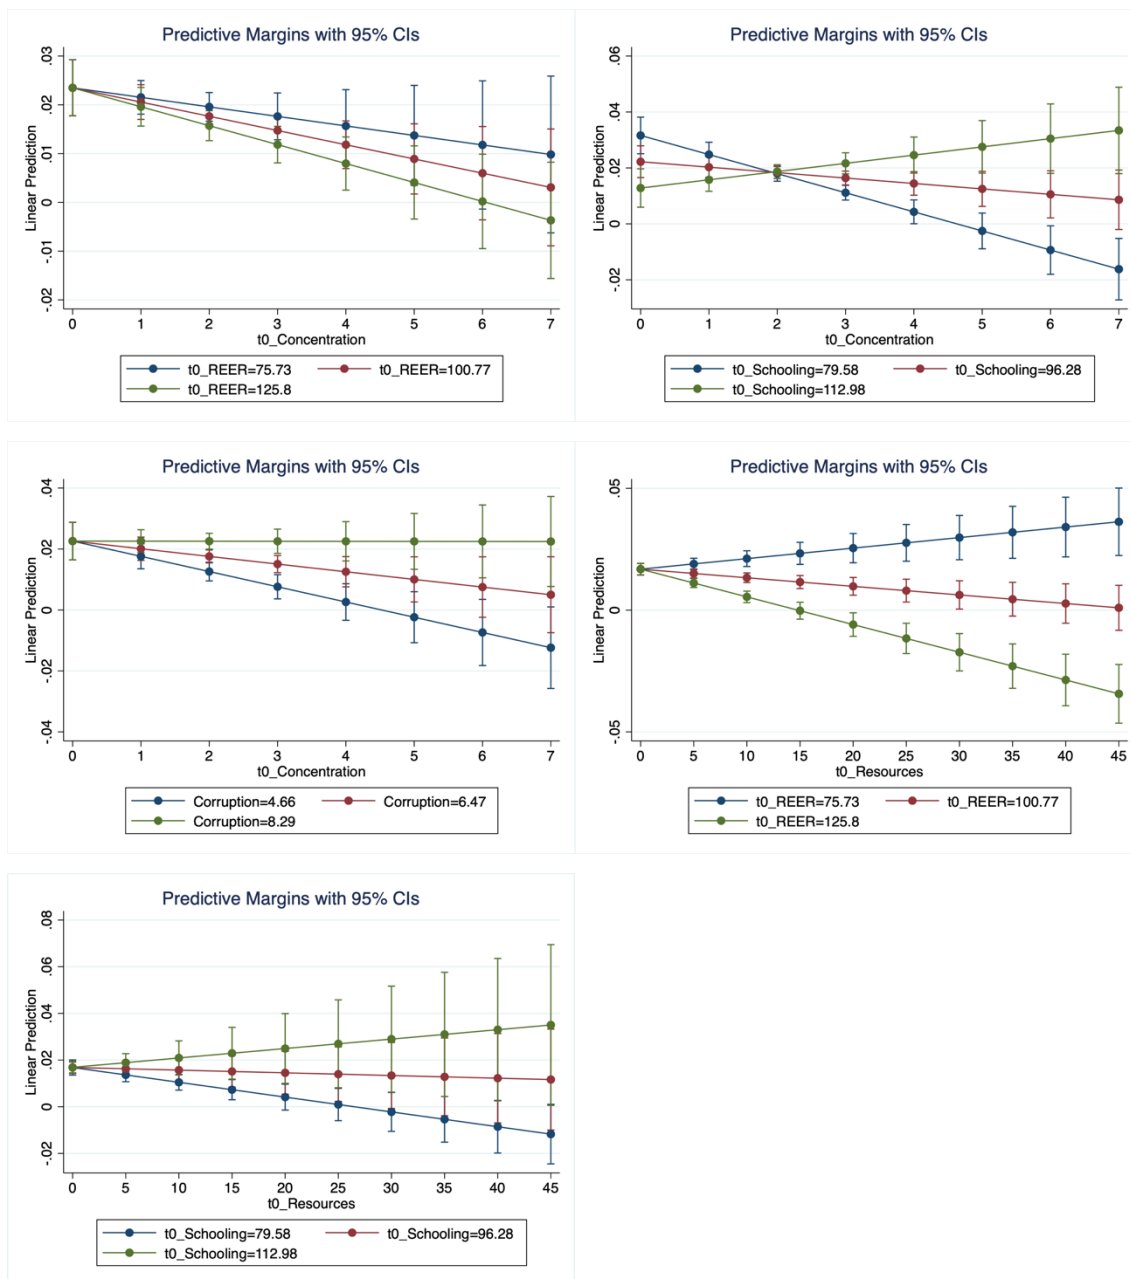 Predictive Margins with 95% CIs
.03
.02
.01
0
-.01
-.02
Linear Prediction
0 1 2 3 4 5 6 7
t0_Concentration
t0_REER=75.73 t0_REER=100.77
t0_REER=125.8
Predictive Margins with 95% CIs
.06
.04
.02
0
-.02
Linear Prediction
0 1 2 3 4 5 6 7
t0_Concentration
t0_Schooling=79.58 t0_Schooling=96.28
t0_Schooling=112.98
Predictive Margins with 95% CIs
.04
.02
0
-.02
-.04
Linear Prediction
0 1 2 3 4 5 6 7
t0_Concentration
Corruption=4.66 Corruption=6.47
Corruption=8.29
Predictive Margins with 95% CIs
.05
0
-.05
Linear Prediction
0 5 10 15 20 25 30 35 40 45
t0_Resources
t0_REER=75.73 t0_REER=100.77
t0_REER=125.8
Predictive Margins with 95% CIs
.08
.06
.04
.02
0
-.02
Linear Prediction
0 5 10 15 20 25 30 35 40 45
t0_Resources
t0_Schooling=79.58 t0_Schooling=96.28
t0_Schooling=112.98